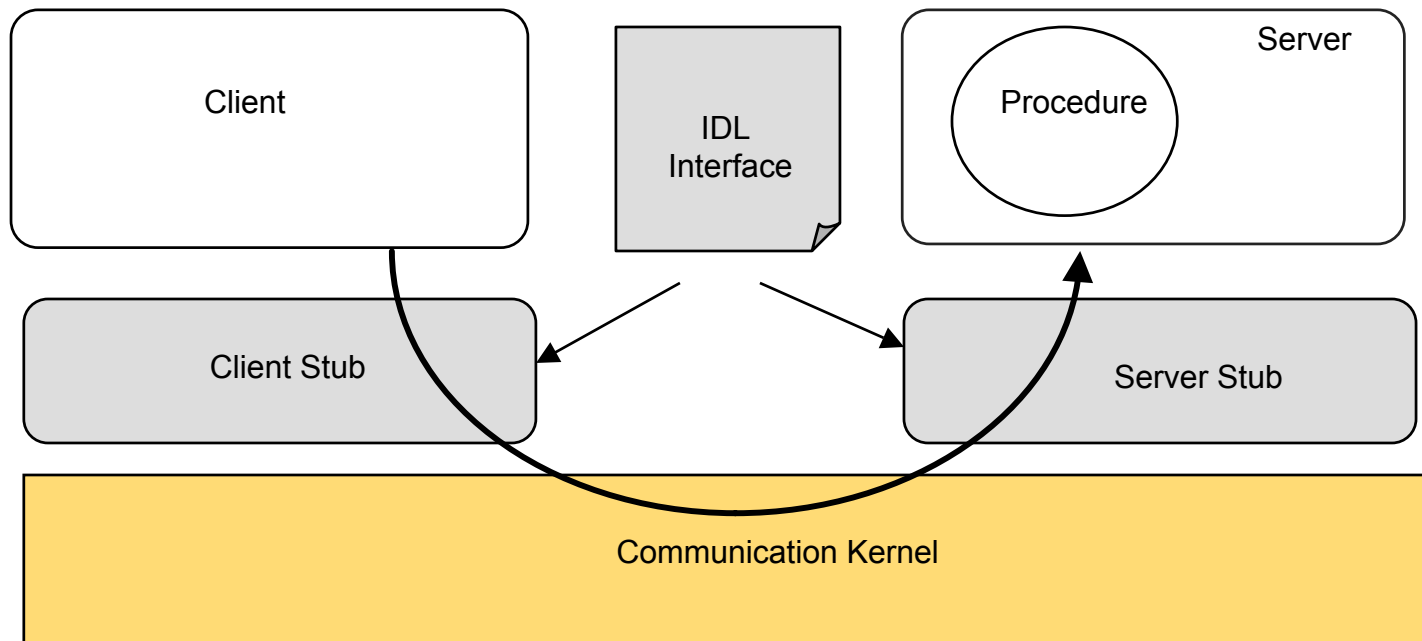 Client
IDL
Interface
Server
Procedure
Client Stub
Server Stub
Communication Kernel